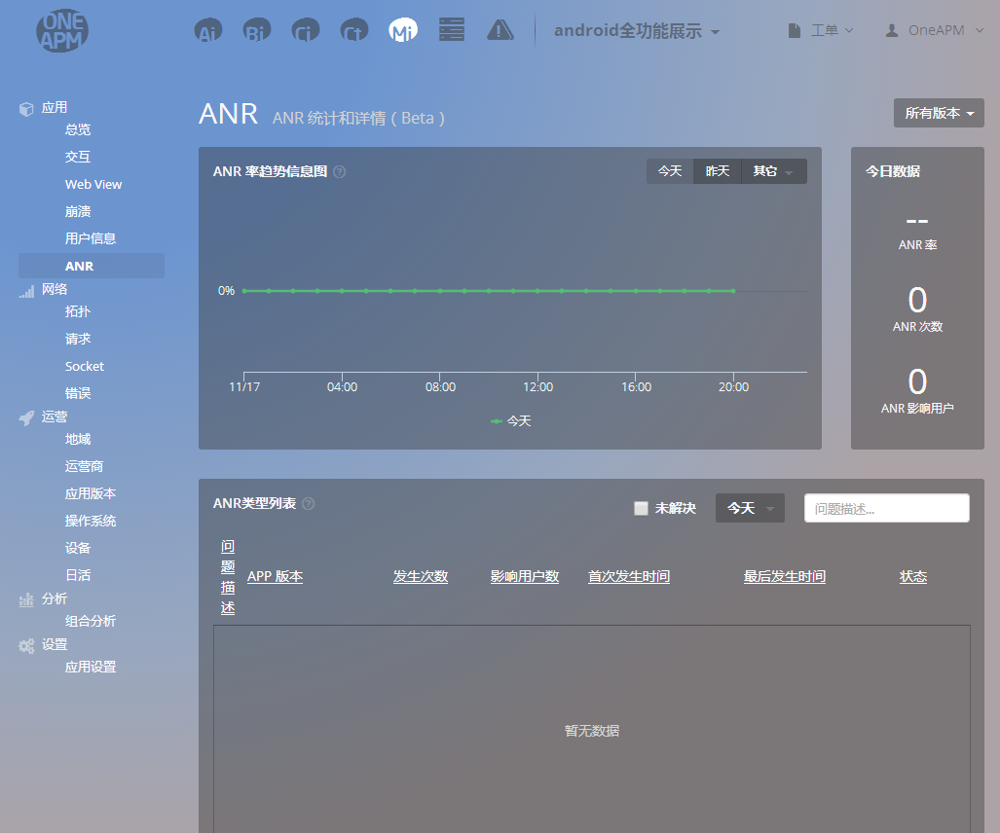 ONE APM
Ai Bi Ci Ct Mi android全功能展示 工单 OneAPM
应用
总览
交互
Web View
崩溃
用户信息
ANR
网络
拓扑
请求
Socket
错误
运营
地域
运营商
应用版本
操作系统
设备
日活
分析
组合分析
设置
应用设置
ANR ANR 统计和详情 ( Beta ) 所有版本
ANR 率趋势信息图 ? 今天 昨天 其它
0%
11/17 04:00 08:00 12:00 16:00 20:00
今天
今日数据
--
ANR 率
0
ANR 次数
0
ANR 影响用户
ANR类型列表 ? 未解决 今天 问题描述...
问题描述 APP 版本 发生次数 影响用户数 首次发生时间 最后发生时间 状态
暂无数据